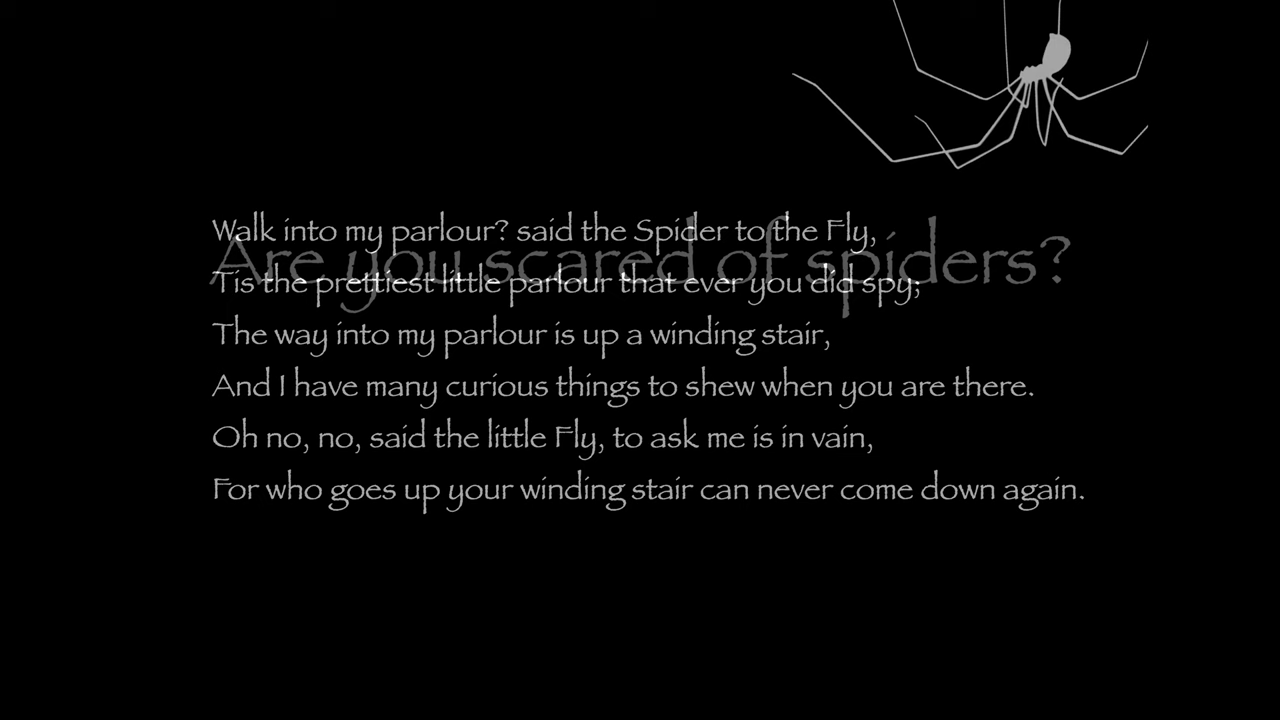 Walk into my parlour? said the Spider to the Fly,
Are you scared of spiders?
Tis the prettiest little parlour that ever you did spy;
The way into my parlour is up a winding stair,
And I have many curious things to shew when you are there.
Oh no, no, said the little Fly, to ask me is in vain,
For who goes up your winding stair can never come down again.